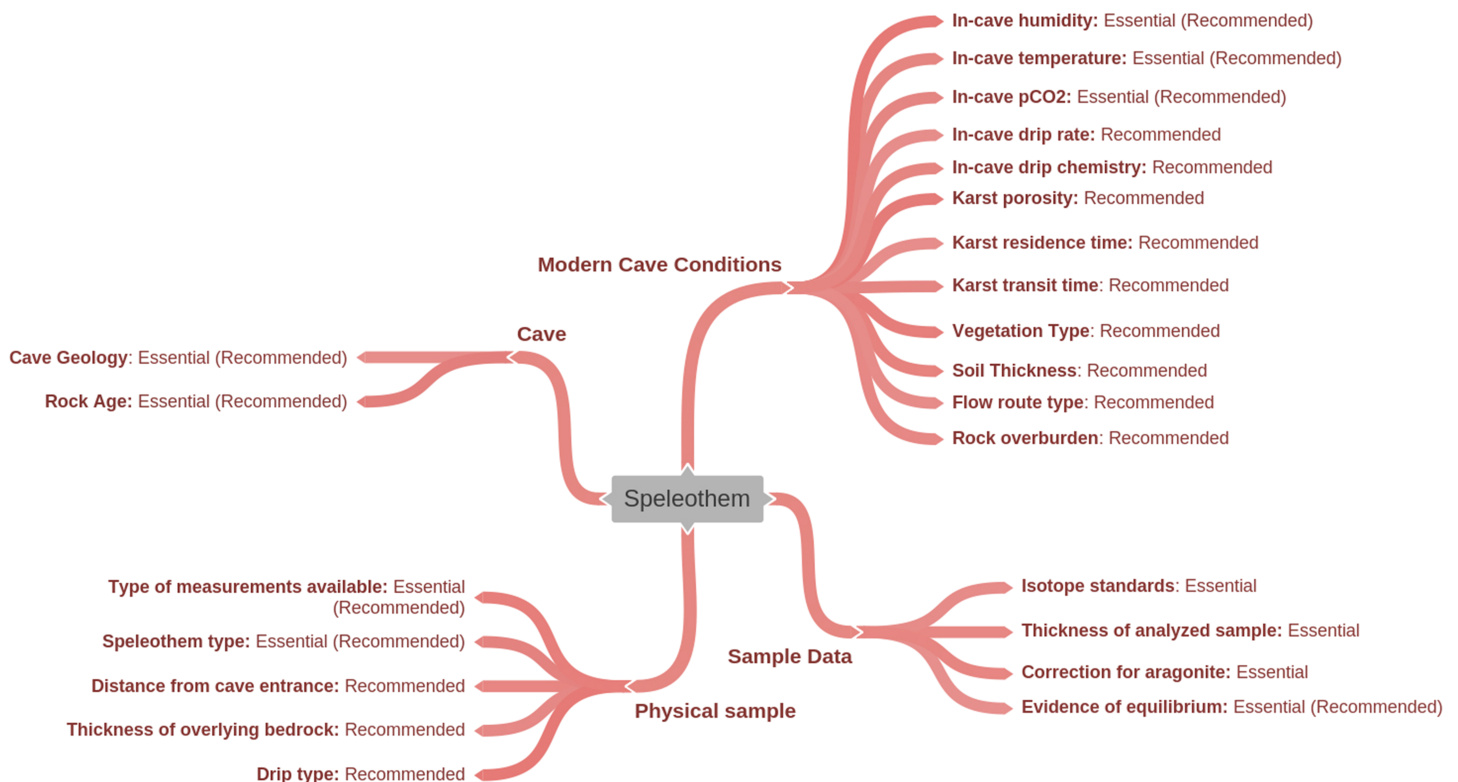 In-cave humidity: Essential (Recommended)
In-cave temperature: Essential (Recommended)
In-cave pCO2: Essential (Recommended)
In-cave drip rate: Recommended
In-cave drip chemistry: Recommended
Karst porosity: Recommended
Karst residence time: Recommended
Modern Cave Conditions
Karst transit time: Recommended
Vegetation Type: Recommended
Soil Thickness: Recommended
Flow route type: Recommended
Rock overburden: Recommended
Cave
Cave Geology: Essential (Recommended)
Rock Age: Essential (Recommended)
Speleothem
Type of measurements available: Essential
(Recommended)
Speleothem type: Essential (Recommended)
Distance from cave entrance: Recommended
Thickness of overlying bedrock: Recommended
Drip type: Recommended
Physical sample
Sample Data
Isotope standards: Essential
Thickness of analyzed sample: Essential
Correction for aragonite: Essential
Evidence of equilibrium: Essential (Recommended)